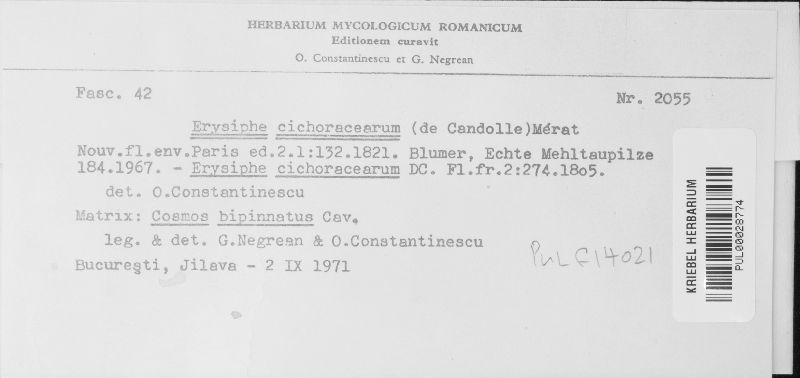 HERBARIUM MYCOLOGICUM ROMANICUM
Editionem curavit
O. Constantinescu et G. Negrean
Fasc. 42
Nr. 2055
Erysiphe cichoracearum (de Candolle)Mérat
Nouv.fl.env.Paris ed.2.1:132.1821. Blumer, Echte Mehltaupilze
184.1967. - Erysiphe cichoracearum DC. Fl.fr.2:274.18o5.
det. O.Constantinescu
Matrix: Cosmos bipinnatus Cav.
leg. & det. G.Negrean & O.Constantinescu
Bucureşti, Jilava - 2 IX 1971
PUL F14021
KRIEBEL HERBARIUM
PUL00028774